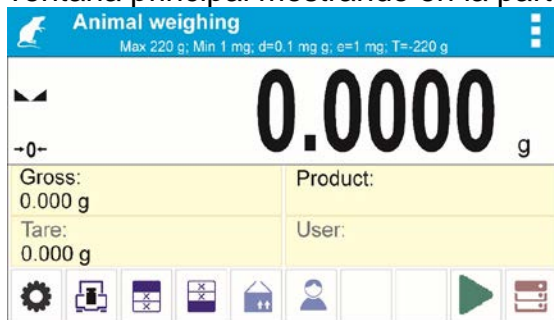 Animal weighing
Max 220 g; Min 1 mg; d=0.1 mg g; e=1 mg; T=-220 g
→0←
0.0000 g
Gross:
0.000 g
Product:
Tare:
0.000 g
User: